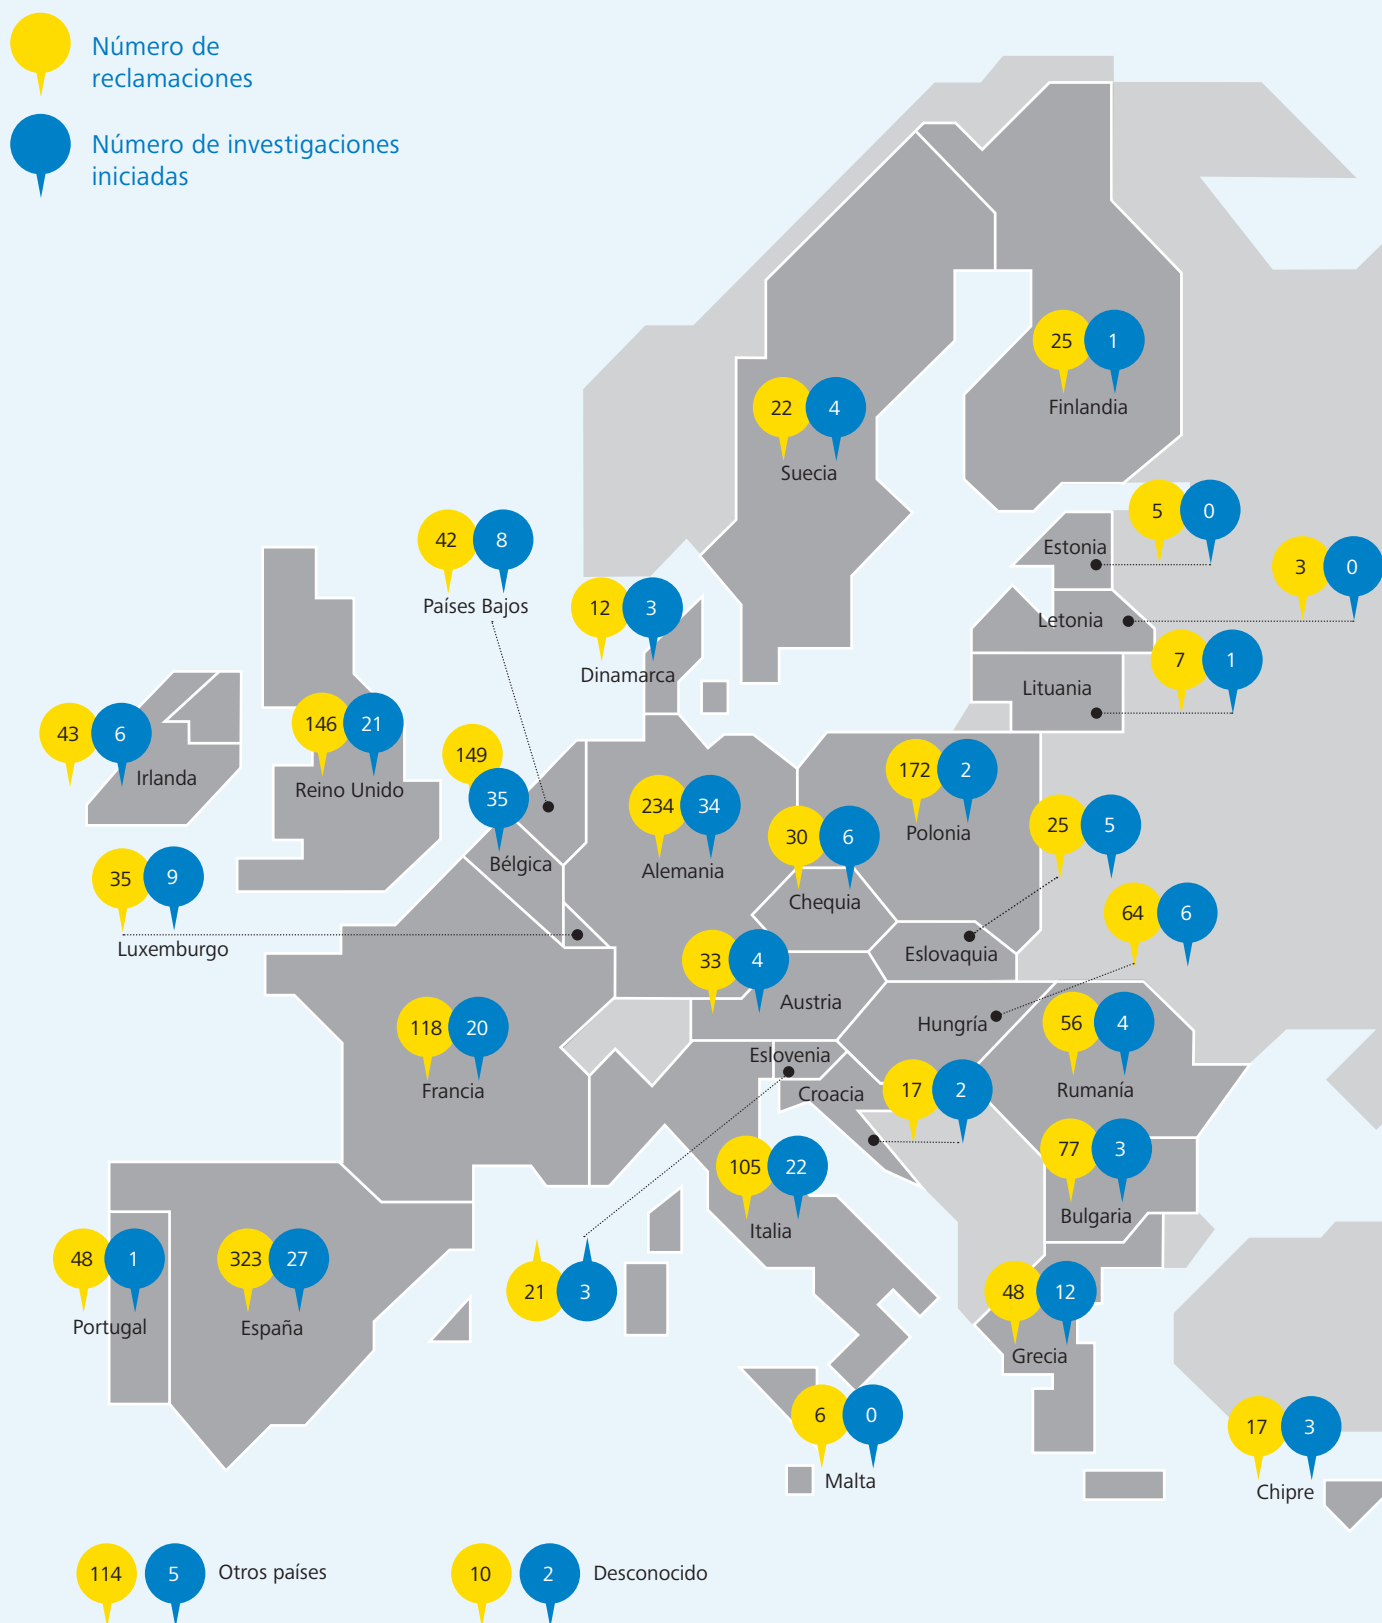 Número de
reclamaciones
Número de investigaciones
iniciadas
25 1
Finlandia
22 4
Suecia
5 0
Estonia
42 8
Países Bajos
3 0
Letonia
12 3
Dinamarca
7 1
Lituania
43 6
Irlanda
146 21
Reino Unido
149
35
Bélgica
234 34
Alemania
172 2
Polonia
30 6
Chequia
25 5
Eslovaquia
35 9
Luxemburgo
64 6
Hungría
33 4
Austria
118 20
Francia
56 4
Rumanía
Eslovenia
Croacia
17 2
105 22
Italia
77 3
Bulgaria
48 1
Portugal
323 27
España
21 3
48 12
Grecia
6 0
Malta
17 3
Chipre
114 5 Otros países
10 2 Desconocido